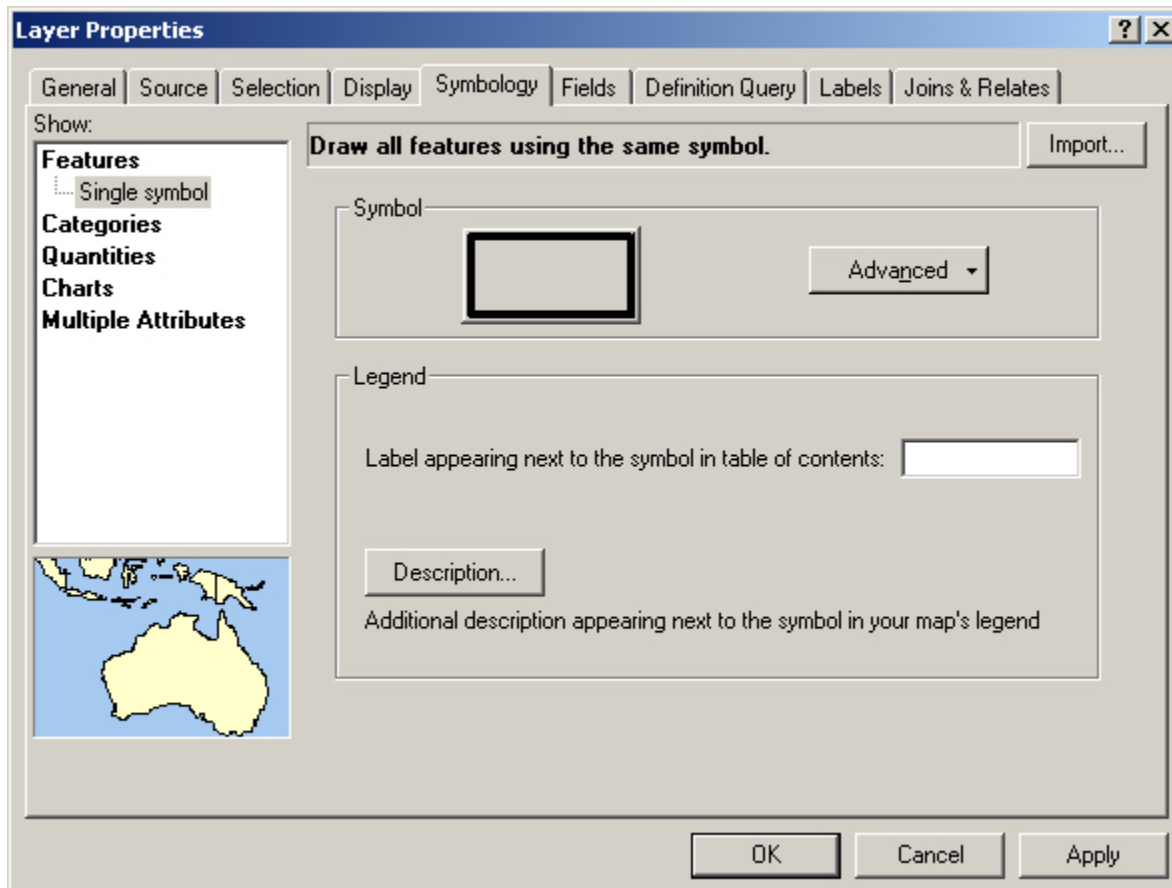 Layer Properties
General Source Selection Display Symbology Fields Definition Query Labels Joins & Relates
Show:
Features
Single symbol
Categories
Quantities
Charts
Multiple Attributes
Draw all features using the same symbol.
Import...
Symbol
Advanced
Legend
Label appearing next to the symbol in table of contents:
Description...
Additional description appearing next to the symbol in your map's legend
OK Cancel Apply